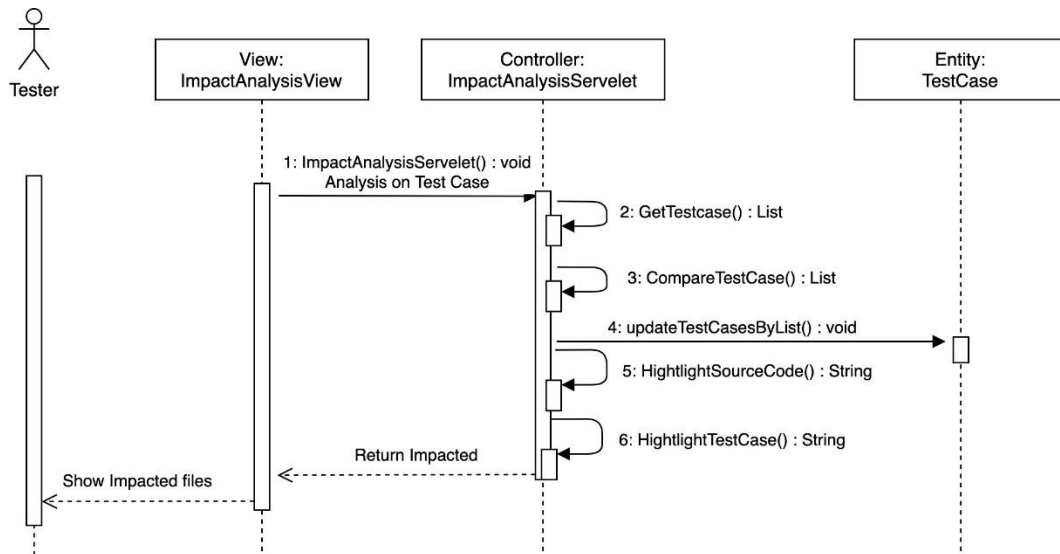 Tester
View:
ImpactAnalysisView
Controller:
ImpactAnalysisServelet
Entity:
TestCase
1: ImpactAnalysisServelet() : void
Analysis on Test Case
2: GetTestcase() : List
3: CompareTestCase() : List
4: updateTestCasesByList() : void
5: HightlightSourceCode() : String
6: HightlightTestCase() : String
Return Impacted
Show Impacted files